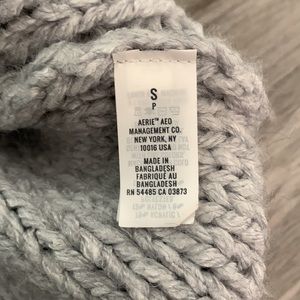 S
P
AERIE™ AEO
MANAGEMENT CO.
NEW YORK, NY
10016 USA
MADE IN
BANGLADESH
FABRIQUÉ AU
BANGLADESH
RN 54485 CA 03873